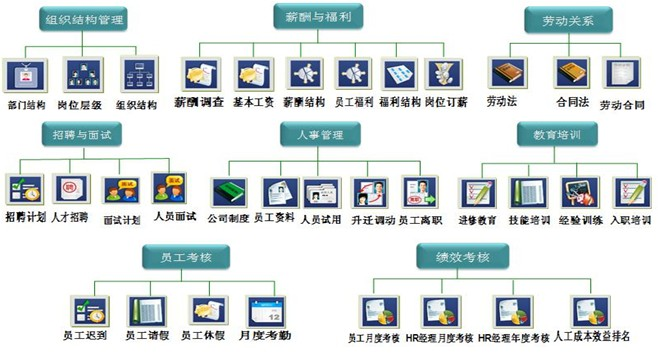 组织结构管理
薪酬与福利
劳动关系
部门结构 岗位层级 组织结构
薪酬调查 基本工资 薪酬结构 员工福利 福利结构 岗位订薪
劳动法 合同法 劳动合同
招聘与面试
人事管理
教育培训
聘
面试
面试
招聘计划 人才招聘 面试计划 人员面试
公司制度 员工资料 人员试用 升迁调动 员工离职
进修教育 技能培训 经验训练 入职培训
员工考核
绩效考核
12
员工迟到 员工请假 员工休假 月度考勤
员工月度考核 HR经理月度考核 HR经理年度考核 人工成本效益排名